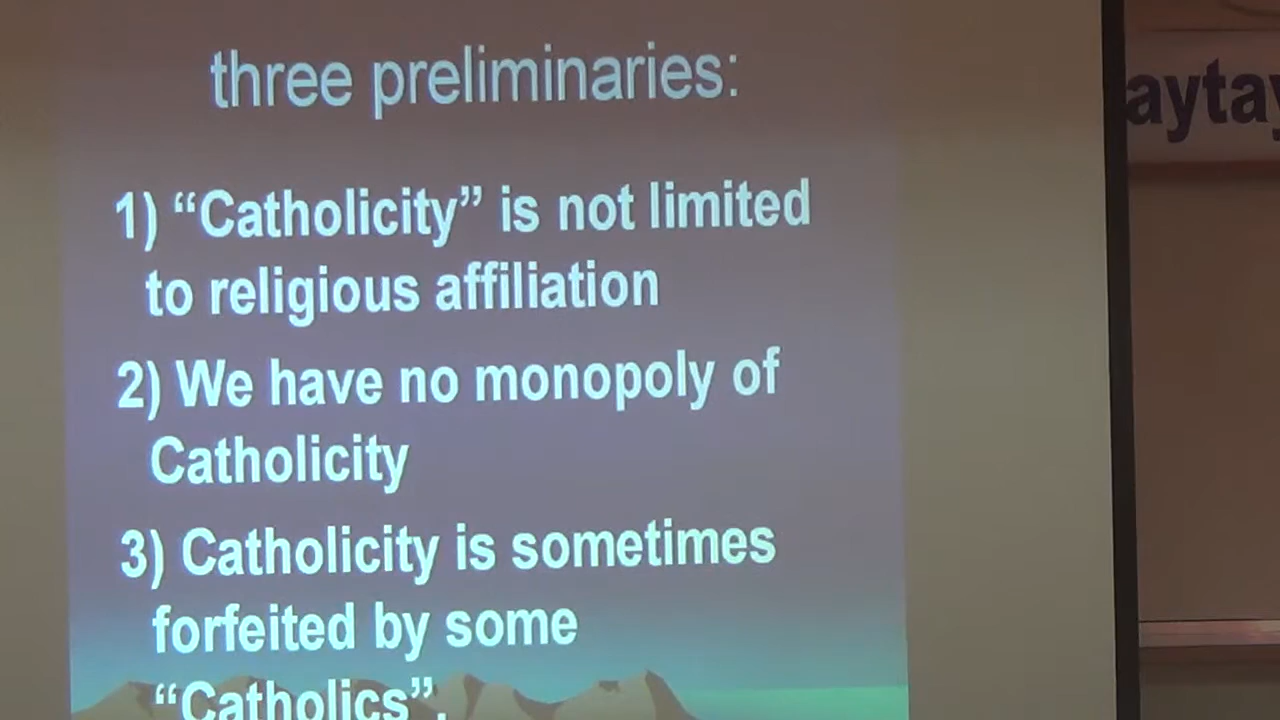 three preliminaries:
aytay
1) “Catholicity” is not limited
to religious affiliation
2) We have no monopoly of
Catholicity
3) Catholicity is sometimes
forfeited by some
“Catholics”.